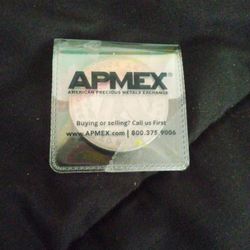 APMEX®
AMERICAN PRECIOUS METALS EXCHANGE
Buying or selling? Call us First
www.APMEX.com | 800.375.9006